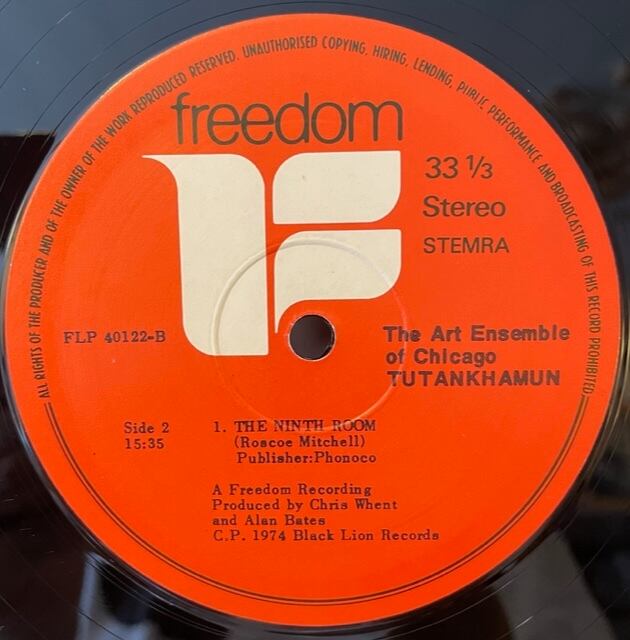 ALL RIGHTS OF THE PRODUCER AND OF THE OWNER OF THE WORK REPRODUCED RESERVED. UNAUTHORISED COPYING, HIRING, LENDING, PUBLIC PERFORMANCE AND BROADCASTING OF THIS RECORD PROHIBITED
freedom
33 1/3
Stereo
STEMRA
FLP 40122-B
The Art Ensemble
of Chicago
TUTANKHAMUN
Side 2
15:35
1. THE NINTH ROOM
(Roscoe Mitchell)
Publisher:Phonoco
A Freedom Recording
Produced by Chris Whent
and Alan Bates
C.P. 1974 Black Lion Records